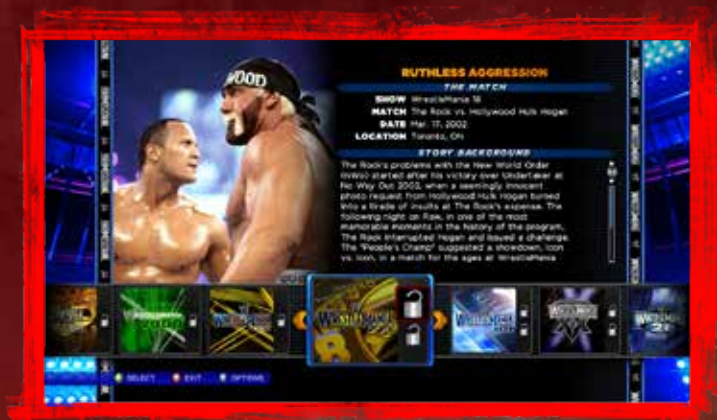 WOOD
RUTHLESS AGGRESSION
THE MATCH
SHOW WrestleMania 18
MATCH The Rock vs. Hollywood Hulk Hogan
DATE Mar. 17, 2002
LOCATION Toronto, ON
STORY BACKGROUND
The Rock's problems with the New World Order
(nWo) started after his victory over Undertaker at
No Way Out 2002, when a seemingly innocent
photo request from Hollywood Hulk Hogan turned
into a tirade of insults at The Rock's expense. The
following night on Raw, in one of the most
memorable moments in the history of the program,
The Rock interrupted Hogan and issued a challenge.
The "People's Champ" suggested a showdown, icon
vs. icon, in a match for the ages at WrestleMania
SELECT EXIT OPTIONS